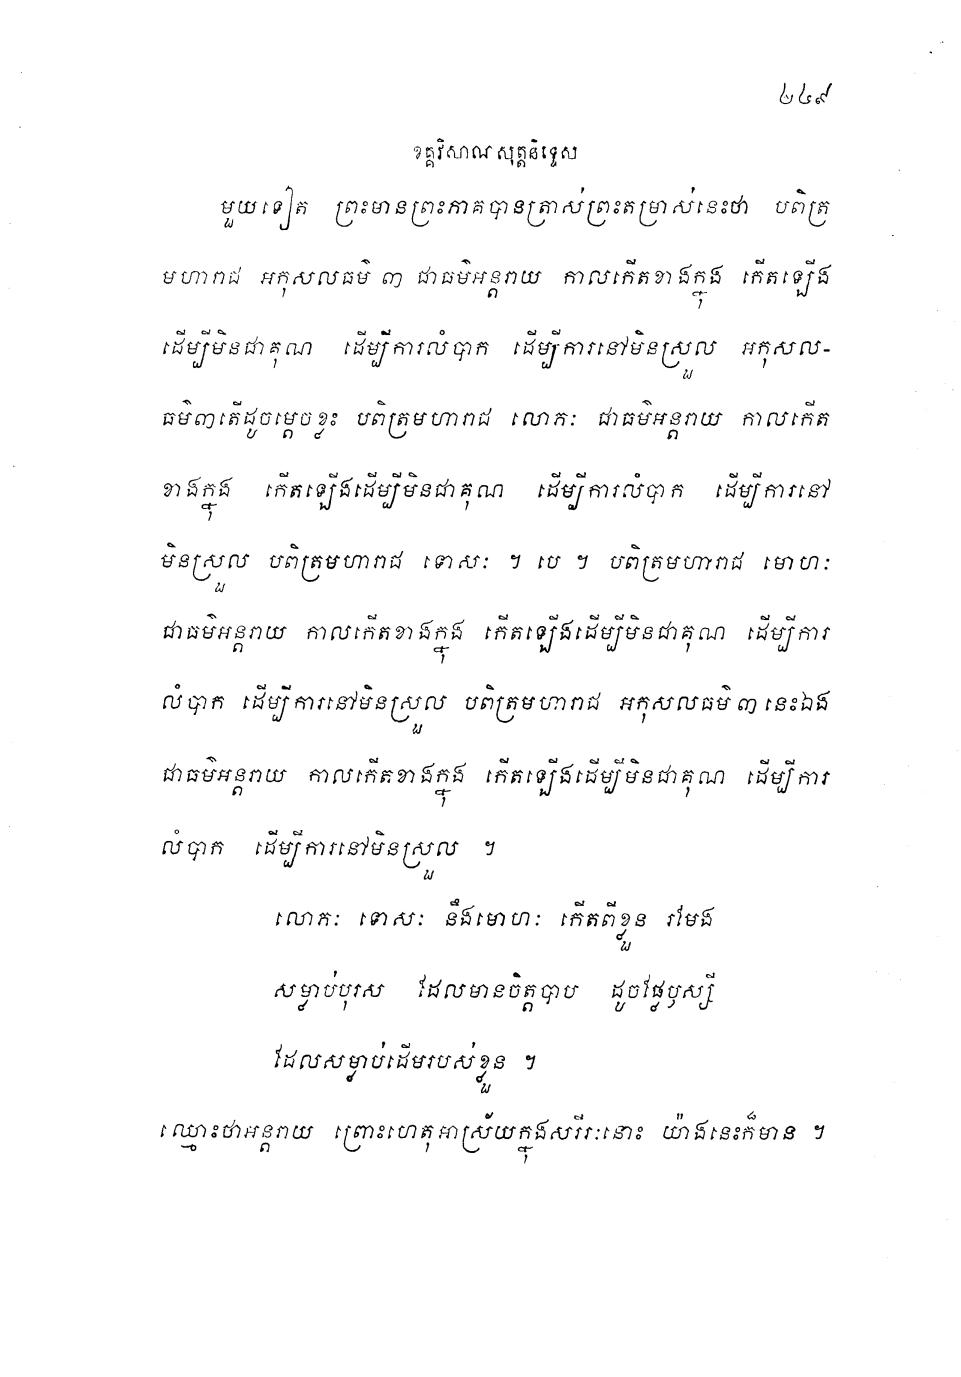 ២៤៩
ខគ្គវិសាណសុត្តនិទ្ទេស
មួយទៀត ព្រះមានព្រះភាគបានត្រាស់ព្រះតម្រាស់នេះថា បពិត្រ
មហារាជ អកុសលធម៌ ៣ ជាធម៌អន្តរាយ កាលកើតខាងក្នុង កើតឡើង
ដើម្បីមិនជាគុណ ដើម្បីការលំបាក ដើម្បីការនៅមិនស្រួល អកុសល-
ធម៌៣តើដូចម្តេចខ្លះ បពិត្រមហារាជ លោភៈ ជាធម៌អន្តរាយ កាលកើត
ខាងក្នុង កើតឡើងដើម្បីមិនជាគុណ ដើម្បីការលំបាក ដើម្បីការនៅ
មិនស្រួល បពិត្រមហារាជ ទោសៈ ។ បេ ។ បពិត្រមហារាជ មោហៈ
ជាធម៌អន្តរាយ កាលកើតខាងក្នុង កើតឡើងដើម្បីមិនជាគុណ ដើម្បីការ
លំបាក ដើម្បីការនៅមិនស្រួល បពិត្រមហារាជ អកុសលធម៌ ៣ នេះឯង
ជាធម៌អន្តរាយ កាលកើតខាងក្នុង កើតឡើងដើម្បីមិនជាគុណ ដើម្បីការ
លំបាក ដើម្បីការនៅមិនស្រួល ។
លោភៈ ទោសៈ នឹងមោហៈ កើតពីខ្លួន រមែង
សម្លាប់បុរស ដែលមានចិត្តបាប ដូចផ្លែឫស្សី
ដែលសម្លាប់ដើមរបស់ខ្លួន ។
ឈ្មោះថាអន្តរាយ ព្រោះហេតុអាស្រ័យក្នុងសរីរៈនោះ យ៉ាងនេះក៏មាន ។